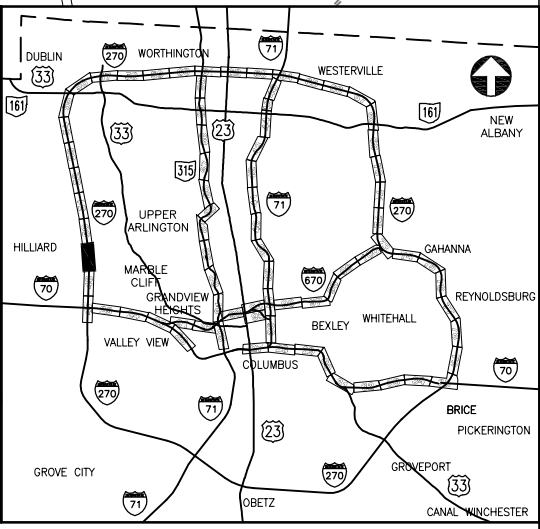 DUBLIN
33
270
WORTHINGTON
71
WESTERVILLE
161
33
23
161
NEW
ALBANY
315
270
71
270
UPPER
ARLINGTON
HILLIARD
GAHANNA
70
MARBLE
CLIFF
670
GRANDVIEW
HEIGHTS
REYNOLDSBURG
BEXLEY
WHITEHALL
VALLEY VIEW
COLUMBUS
70
270
71
BRICE
23
PICKERINGTON
GROVE CITY
270
GROVEPORT
33
71
OBETZ
CANAL WINCHESTER